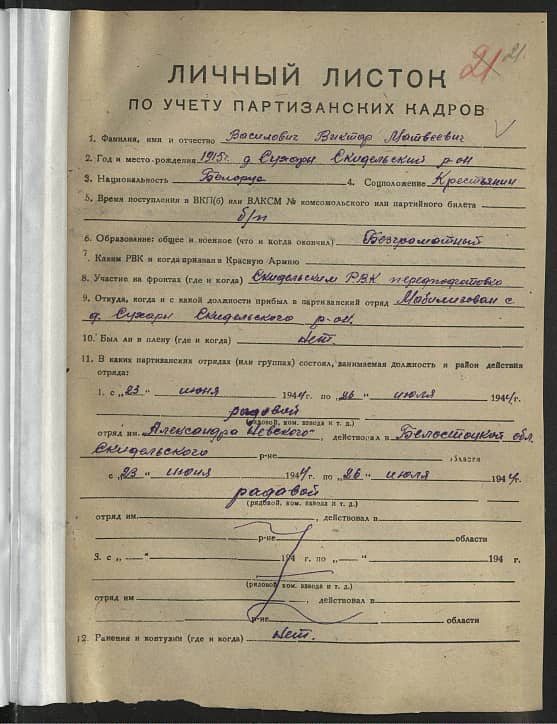 21 21.
ЛИЧНЫЙ ЛИСТОК
ПО УЧЕТУ ПАРТИЗАНСКИХ КАДРОВ
1. Фамилия, имя и отчество Василович Виктар Матвеевич
2. Год и место рождения 1915г. д. Сухары Скидельский р-он
3. Национальность Белорус 4. Соцположение Крестьянин
5. Время поступления в ВКП(б) или ВЛКСМ № комсомольского или партийного билета
б/п
6. Образование: общее и военное (что и когда окончил) Безграмотный
7. Каким РВК и когда призван в Красную Армию
8. Участие на фронтах (где и когда) Скидельским РВК переподготовка
9. Откуда, когда и с какой должности прибыл в партизанский отряд Мабилизован с
д. Сухары Скидельского р-он.
10. Был ли в плену (где и когда) Нет.
11. В каких партизанских отрядах (или группах) состоял, занимаемая должность и район действия
отряда:
1. с „23" июня 1944 г. по „26" июля 1944 г.
радовой
(рядовой, ком. взвода и т. д.)
отряд им. Александра Невского", действовал в Белостоцкой обл.
Скидельского р-не области
с „23" июня 1944 г. по „26" июля 1944 г.
радовой
(рядовой, ком. взвода и т. д.)
отряд им. , действовал в
р-не области
3. с „—" 194 г. по „—" 194 г.
(рядовой, ком. взвода и т. д.)
отряд им , действовал в
р-не области
12. Ранения и контузии (где и когда) Нет.